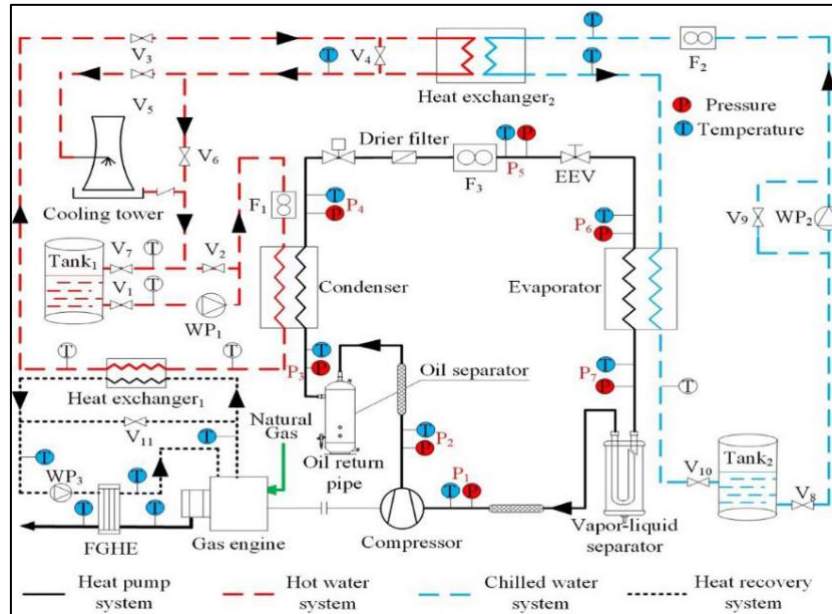 T
V3
V4
T
T
T
F2
Heat exchanger2
V5
V6
Cooling tower
Drier filter
F3
T P
P5
EEV
P Pressure
T Temperature
F1
T
P P4
T
P6 P
V9
WP2
V7
T
V2
Tank1
V1
T
WP1
Condenser
Evaporator
T
T
Heat exchanger1
T
P3 P
Oil separator
T
P7 P
T
V11
Natural
Gas
T
P2
P
T
T
WP3
T
Oil return
pipe
P1
T P
V10
Tank2
V8
T
T
FGHE
Gas engine
Compressor
Vapor-liquid
separator
Heat pump
system
Hot water
system
Chilled water
system
Heat recovery
system